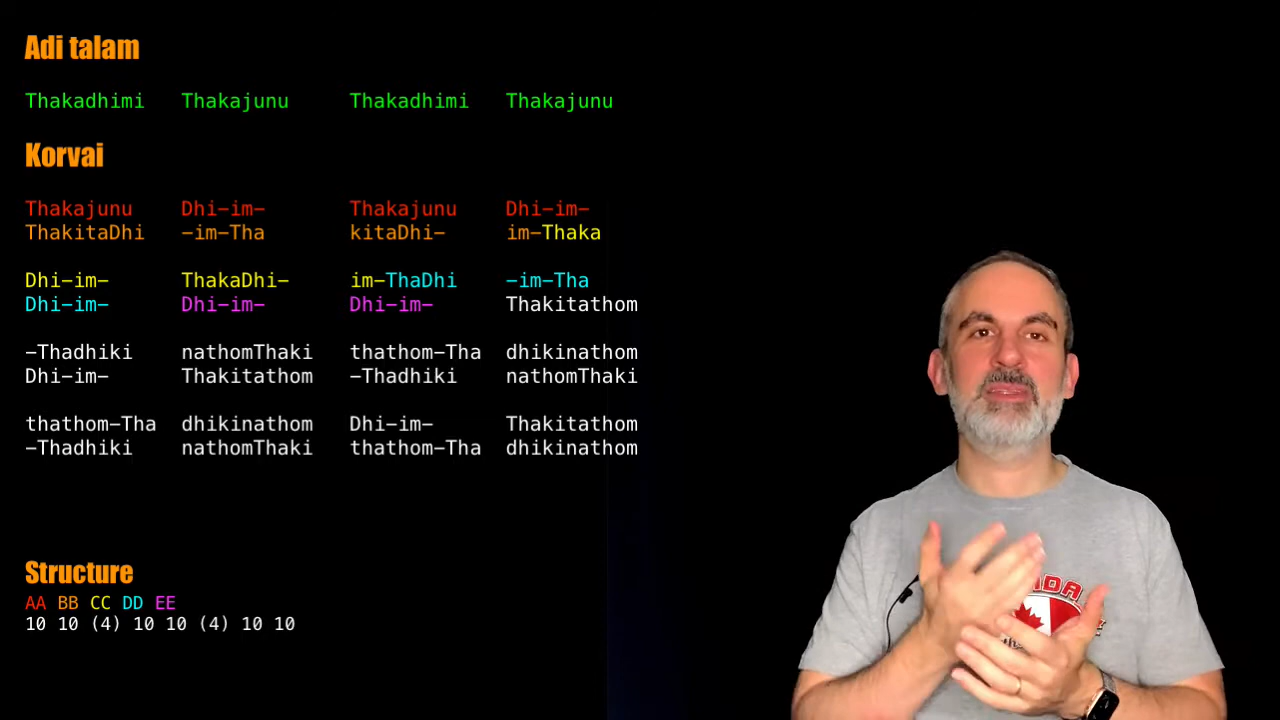 Adi talam
Thakadhimi Thakajunu Thakadhimi Thakajunu
Korvai
Thakajunu Dhi-im- Thakajunu Dhi-im-
ThakitaDhi -im-Tha kitaDhi- im-Thaka
Dhi-im- ThakaDhi- im-ThaDhi -im-Tha
Dhi-im- Dhi-im- Dhi-im- Thakitathom
-Thadhiki nathomThaki thathom-Tha dhikinathom
Dhi-im- Thakitathom -Thadhiki nathomThaki
thathom-Tha dhikinathom Dhi-im- Thakitathom
-Thadhiki nathomThaki thathom-Tha dhikinathom
Structure
AA BB CC DD EE
10 10 (4) 10 10 (4) 10 10